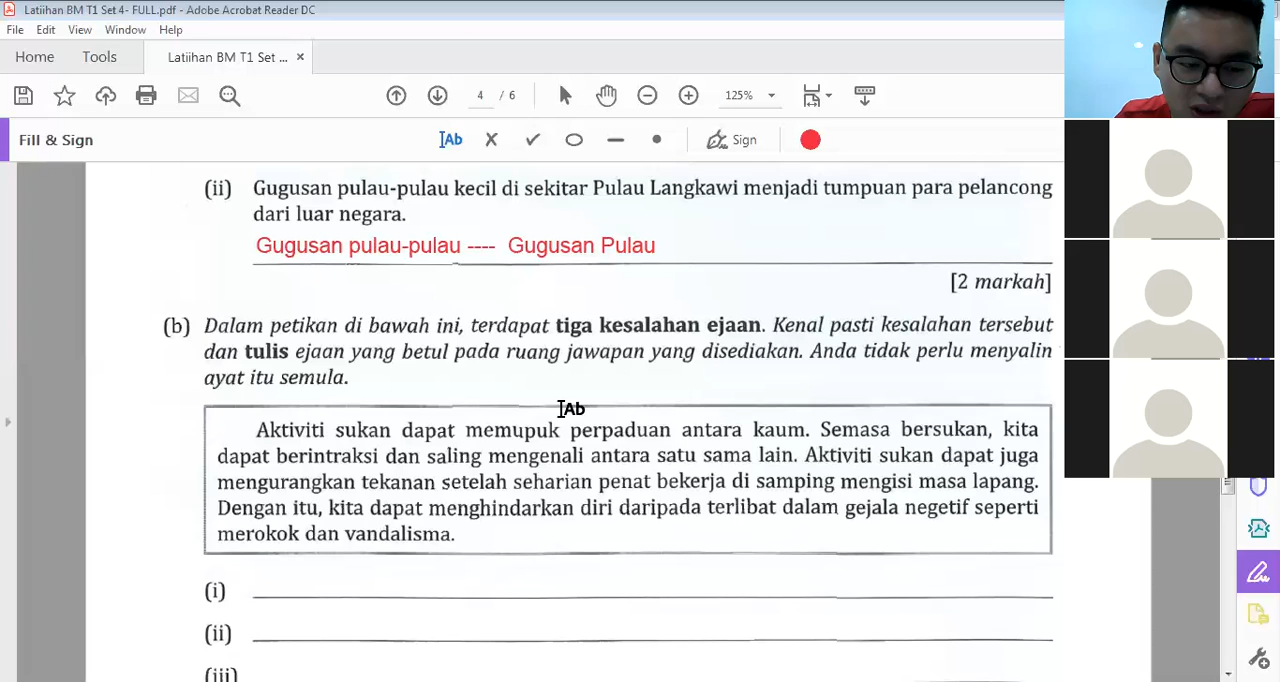 Latiihan BM T1 Set 4- FULL.pdf - Adobe Acrobat Reader DC
File Edit View Window Help
Home Tools Latiihan BM T1 Set ... ×
4 / 6 125%
Fill & Sign Ab Sign
(ii) Gugusan pulau-pulau kecil di sekitar Pulau Langkawi menjadi tumpuan para pelancong
dari luar negara.
Gugusan pulau-pulau ---- Gugusan Pulau
[2 markah]
(b) Dalam petikan di bawah ini, terdapat tiga kesalahan ejaan. Kenal pasti kesalahan tersebut
dan tulis ejaan yang betul pada ruang jawapan yang disediakan. Anda tidak perlu menyalin
ayat itu semula.
Ab
Aktiviti sukan dapat memupuk perpaduan antara kaum. Semasa bersukan, kita
dapat berintraksi dan saling mengenali antara satu sama lain. Aktiviti sukan dapat juga
mengurangkan tekanan setelah seharian penat bekerja di samping mengisi masa lapang.
Dengan itu, kita dapat menghindarkan diri daripada terlibat dalam gejala negetif seperti
merokok dan vandalisma.
(i)
(ii)
(iii)